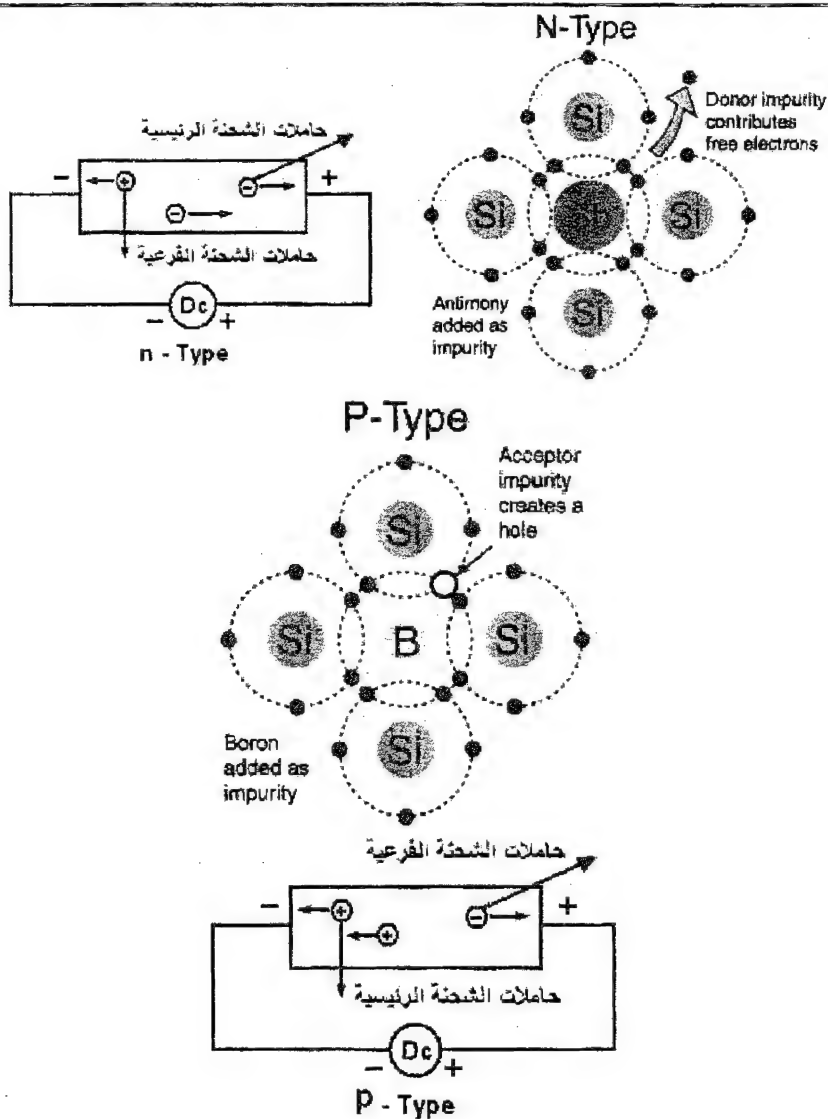 N-Type
Donor impurity
contributes
free electrons
Si
Si
Sb
Si
Si
Antimony
added as
impurity
حاملات الشحنة الرئيسية
- +
+ - -
حاملات الشحنة الفرعية
- Dc +
n - Type
P-Type
Acceptor
impurity
creates a
hole
Si
Si
B
Si
Si
Boron
added as
impurity
حاملات الشحنة الفرعية
- +
+ + -
حاملات الشحنة الرئيسية
- Dc +
P - Type